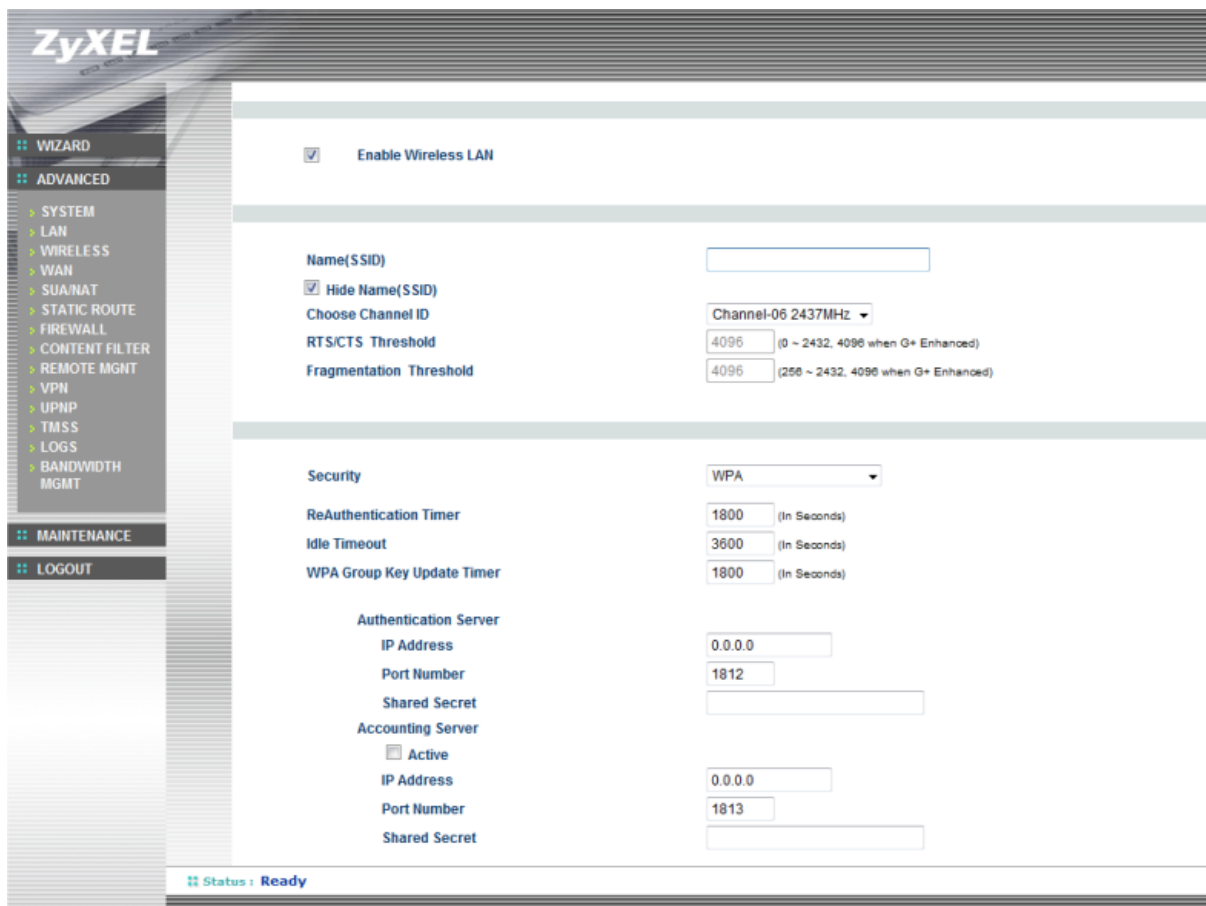 ZyXEL
WIZARD
ADVANCED
SYSTEM
LAN
WIRELESS
WAN
SUA/NAT
STATIC ROUTE
FIREWALL
CONTENT FILTER
REMOTE MGNT
VPN
UPNP
TMSS
LOGS
BANDWIDTH
MGMT
MAINTENANCE
LOGOUT
Enable Wireless LAN
Name(SSID)
Hide Name(SSID)
Choose Channel ID Channel-06 2437MHz
RTS/CTS Threshold 4096 (0 ~ 2432, 4096 when G+ Enhanced)
Fragmentation Threshold 4096 (256 ~ 2432, 4096 when G+ Enhanced)
Security WPA
ReAuthentication Timer 1800 (In Seconds)
Idle Timeout 3600 (In Seconds)
WPA Group Key Update Timer 1800 (In Seconds)
Authentication Server
IP Address 0.0.0.0
Port Number 1812
Shared Secret
Accounting Server
Active
IP Address 0.0.0.0
Port Number 1813
Shared Secret
Status : Ready